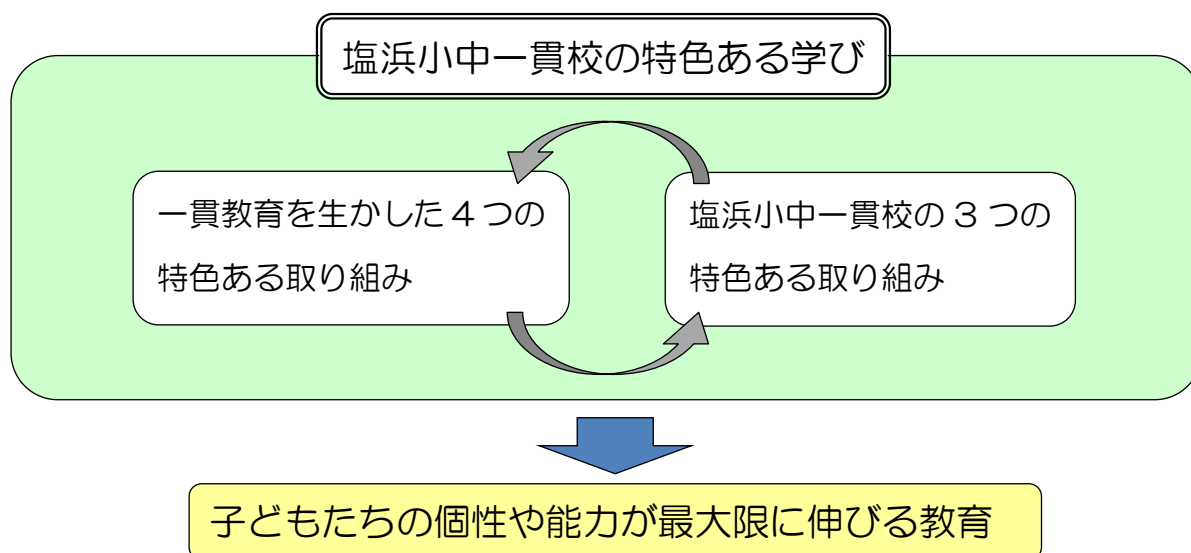 塩浜小中一貫校の特色ある学び
一貫教育を生かした４つの
特色ある取り組み
塩浜小中一貫校の３つの
特色ある取り組み
子どもたちの個性や能力が最大限に伸びる教育